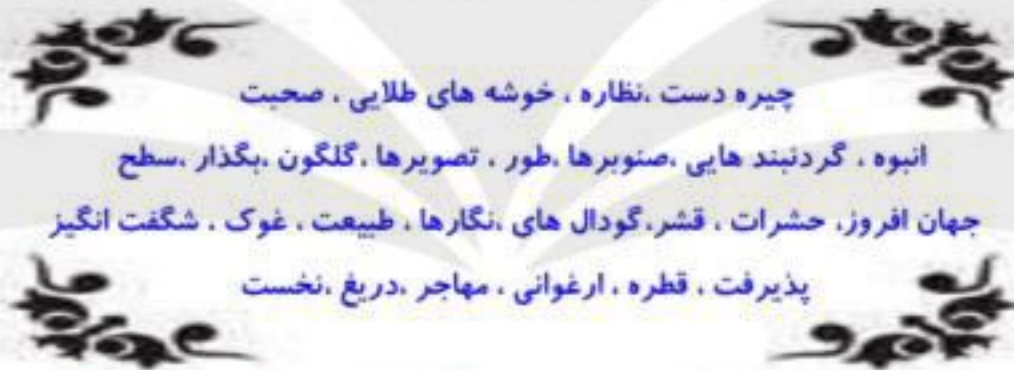 چیره دست ،نظاره ، خوشه های طلایی ، صحبت
انبوه ، گردنبند هایی ،صنوبرها ،طور ، تصویرها ،گلگون ،بگذار ،سطح
جهان افروز، حشرات ، قشر،گودال های ،نگارها ، طبیعت ، غوک ، شگفت انگیز
پذیرفت ، قطره ، ارغوانی ، مهاجر ،دریغ ،نخست